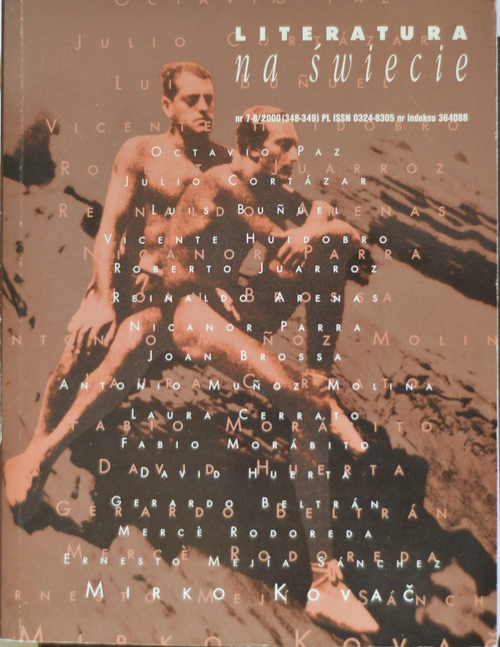 LITERATURA
na świecie
nr 7-8/2000(348-349) PL ISSN 0324-8305 nr indeksu 364088
OCTAVIO PAZ
JULIO CORTÁZAR
LUIS BUÑUEL
VICENTE HUIDOBRO
ROBERTO JUARROZ
REINALDO ARENAS
NICANOR PARRA
JOAN BROSSA
ANTONIO MUÑOZ MOLINA
LAURA CERRATO
FABIO MORÁBITO
DAVID HUERTA
GERARDO BELTRÁN
MERCÈ RODOREDA
ERNESTO MEJÍA SÁNCHEZ
MIRKO KOVAČ